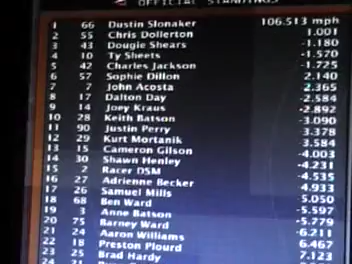 OFFICIAL STANDINGS
1 66 Dustin Slonaker 106.513 mph
2 55 Chris Dollerton 1.001
3 43 Dougie Shears -1.180
4 10 Ty Sheets -1.570
5 42 Charles Jackson -1.725
6 57 Sophie Dillon 2.140
7 7 John Acosta 2.365
8 17 Dalton Day -2.584
9 14 Joey Kraus -2.892
10 28 Keith Batson -3.090
11 90 Justin Perry 3.378
12 29 Kurt Mortanik 3.584
13 15 Cameron Gilson -4.003
14 30 Shawn Henley -4.231
15 2 Racer DSM -4.535
16 27 Adrienne Becker 4.933
17 26 Samuel Mills 5.050
18 68 Ben Ward -5.597
19 3 Anne Batson -5.779
20 75 Barney Ward -6.211
21 24 Aaron Williams 6.467
22 18 Preston Plourd 7.123
23 25 Brad Hardy
24